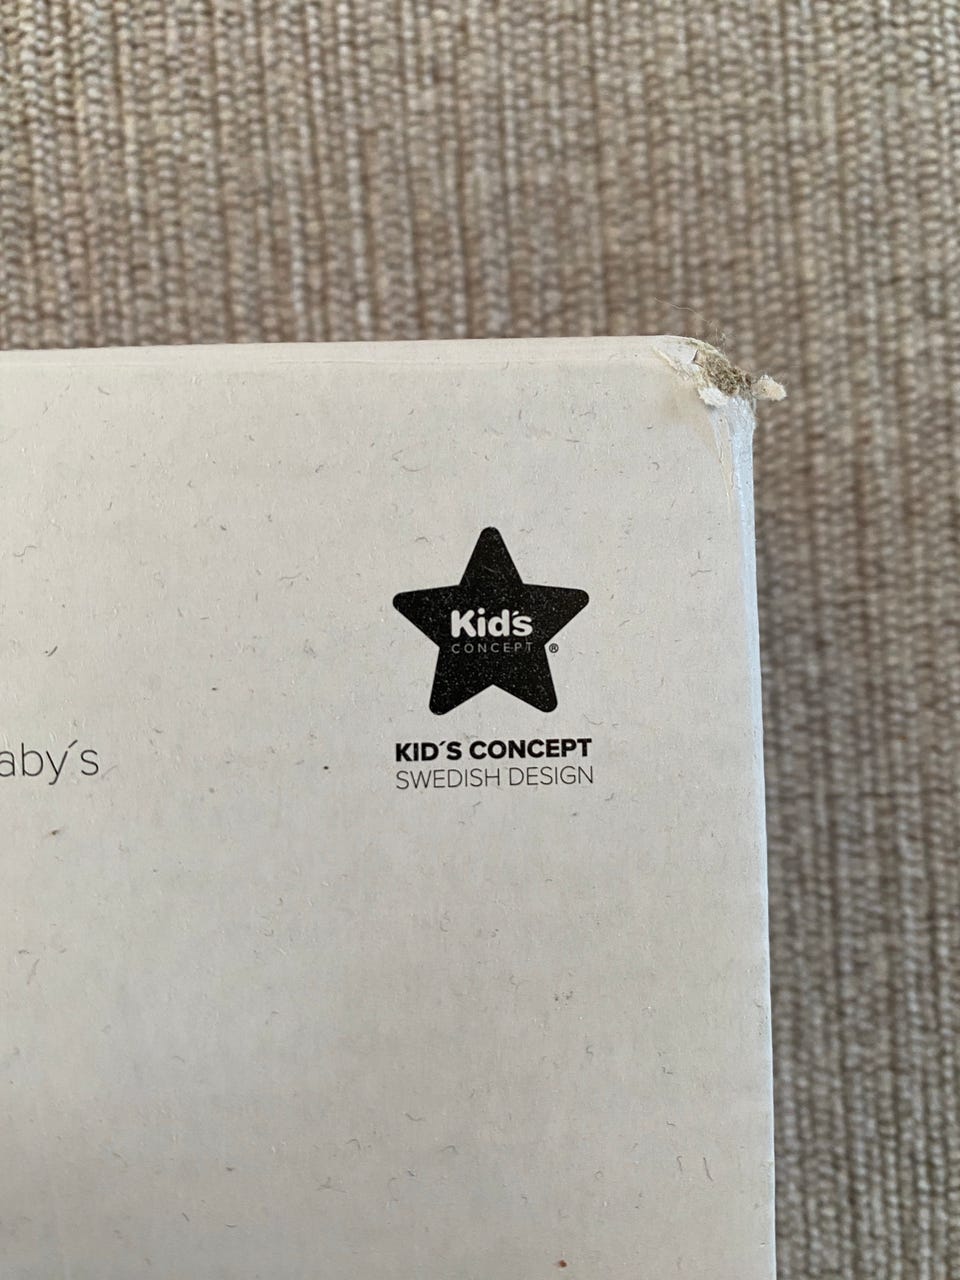 Kid´s
CONCEPT ®
KID´S CONCEPT
SWEDISH DESIGN
aby´s